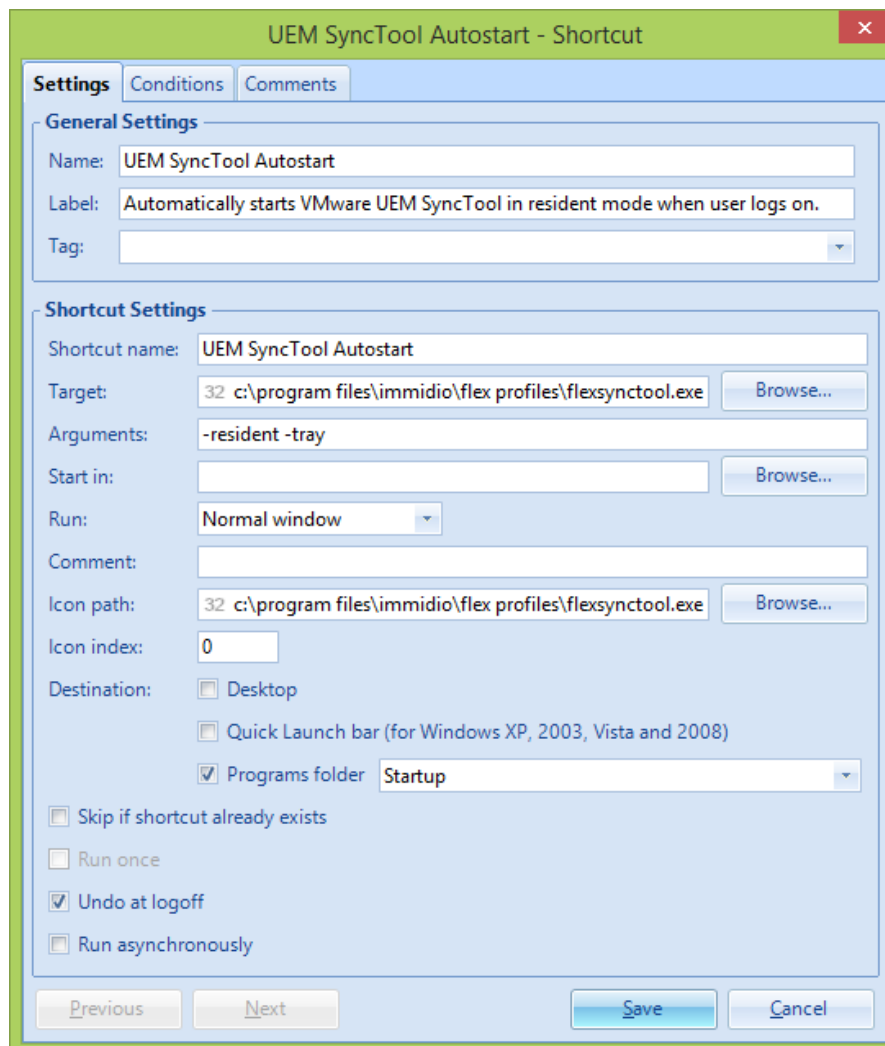 UEM SyncTool Autostart - Shortcut
Settings Conditions Comments
General Settings
Name: UEM SyncTool Autostart
Label: Automatically starts VMware UEM SyncTool in resident mode when user logs on.
Tag:
Shortcut Settings
Shortcut name: UEM SyncTool Autostart
Target: 32 c:\program files\immidio\flex profiles\flexsynctool.exe Browse...
Arguments: -resident -tray
Start in: Browse...
Run: Normal window
Comment:
Icon path: 32 c:\program files\immidio\flex profiles\flexsynctool.exe Browse...
Icon index: 0
Destination: Desktop
Quick Launch bar (for Windows XP, 2003, Vista and 2008)
Programs folder Startup
Skip if shortcut already exists
Run once
Undo at logoff
Run asynchronously
Previous Next Save Cancel